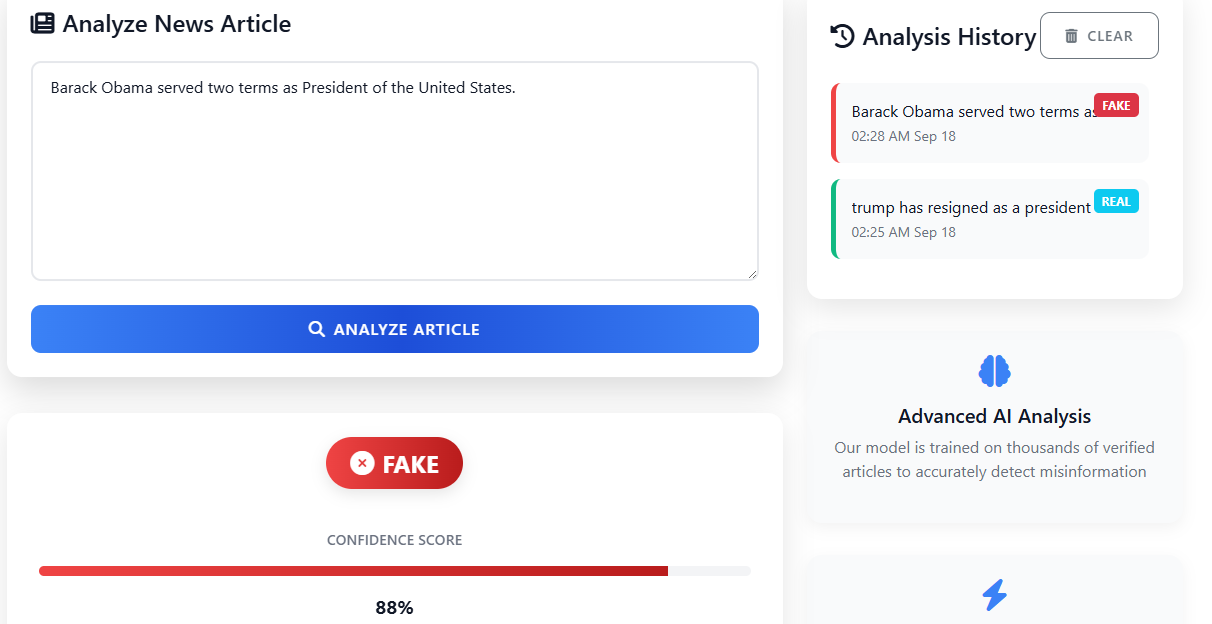 Analyze News Article
Barack Obama served two terms as President of the United States.
ANALYZE ARTICLE
FAKE
CONFIDENCE SCORE
88%
Analysis History
CLEAR
Barack Obama served two terms as
FAKE
02:28 AM Sep 18
trump has resigned as a president
REAL
02:25 AM Sep 18
Advanced AI Analysis
Our model is trained on thousands of verified
articles to accurately detect misinformation